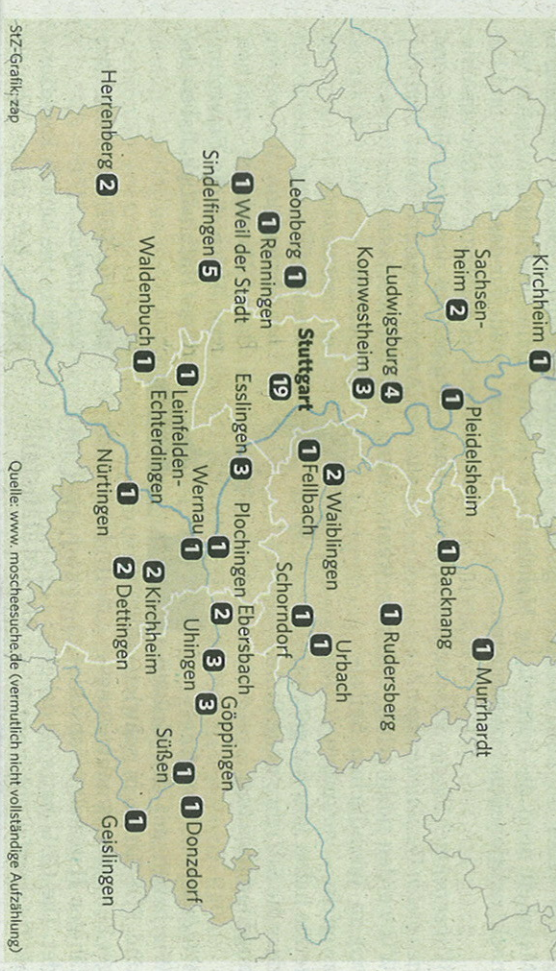 Kirchheim 1
Sachsen-
heim 2
1 Pleidelsheim
1 Murrhardt
1 Backnang
Ludwigsburg 4
Kornwestheim 3
1 Rudersberg
2 Waiblingen
1 Fellbach
Urbach
1
1
Schorndorf
Leonberg 1
Stuttgart
19
1 Renningen
1 Weil der Stadt
Sindelfingen 5
Esslingen 3
Plochingen
1
Ebersbach
2
Göppingen
3
3
Uhingen
Wernau 1
1 Leinfelden-
Echterdingen
Waldenbuch 1
1 Donzdorf
1
Süßen
2 Kirchheim
2 Dettingen
1
Nürtingen
1
Geislingen
Herrenberg 2
StZ-Grafik: zap
Quelle: www. moscheesuche.de (vermutlich nicht vollständige Aufzählung)